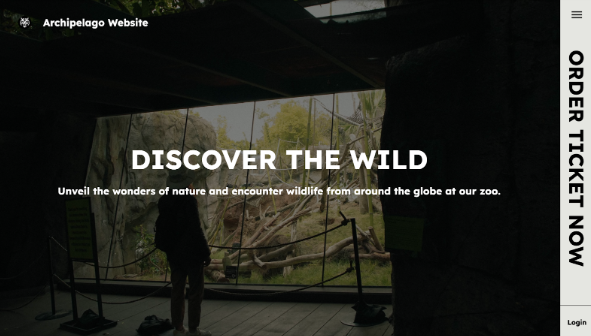 Archipelago Website
DISCOVER THE WILD
Unveil the wonders of nature and encounter wildlife from around the globe at our zoo.
ORDER TICKET NOW
Login